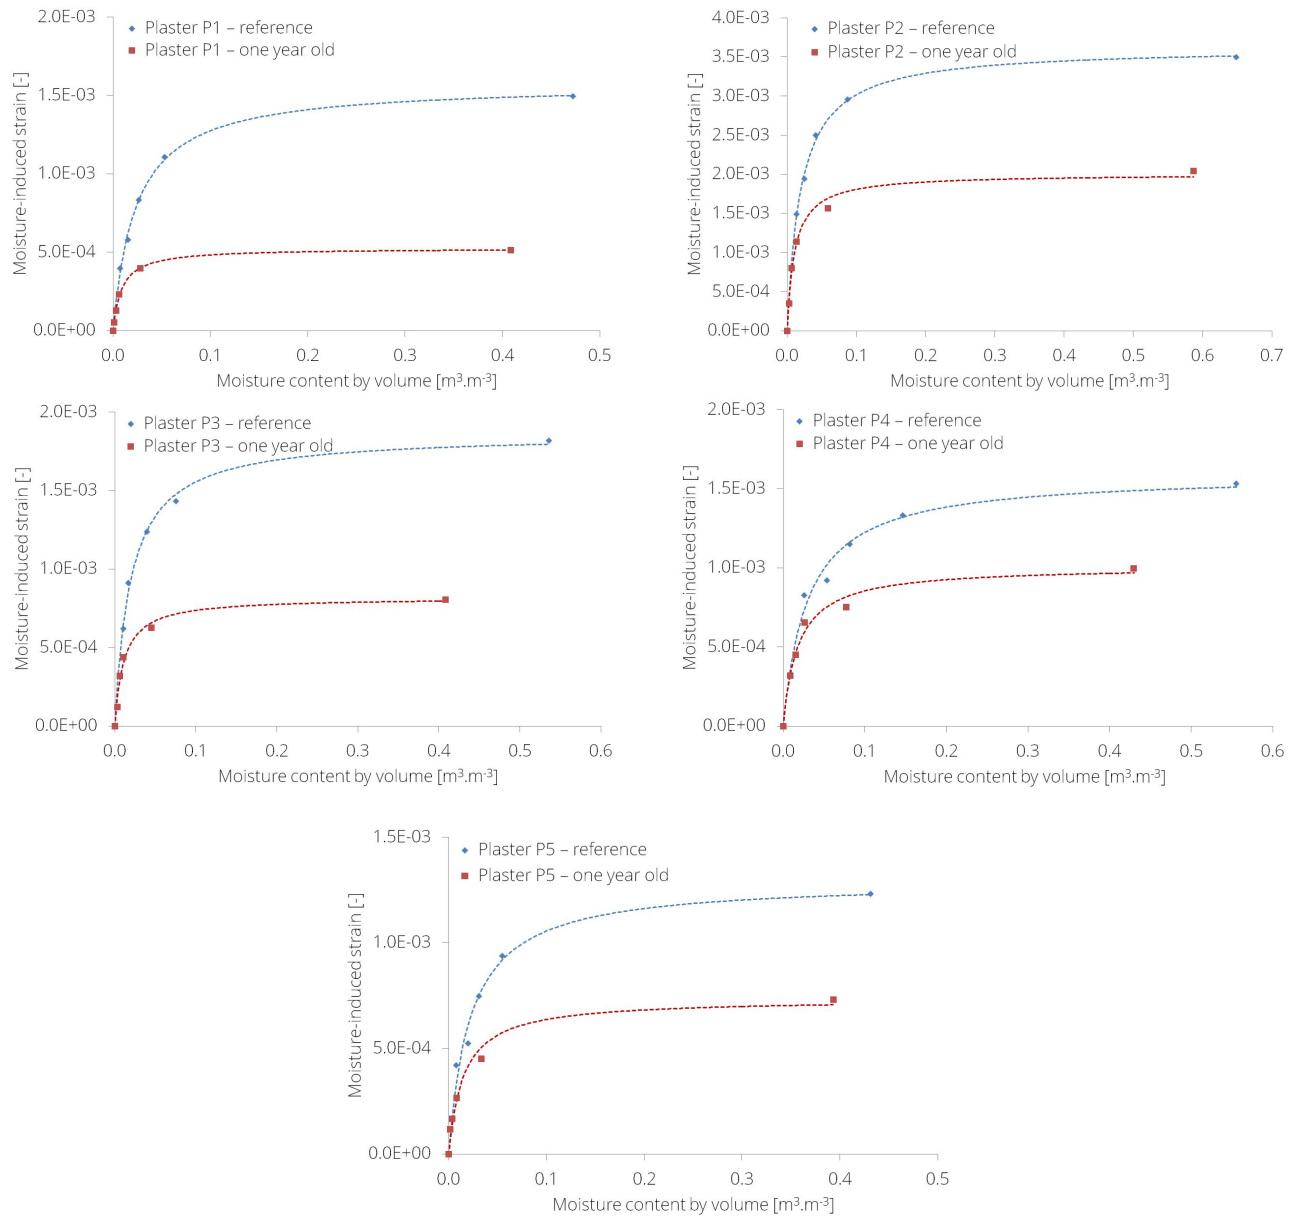 2.0E-03
Plaster P1 – reference
Plaster P1 – one year old
1.5E-03
1.0E-03
5.0E-04
0.0E+00
Moisture-induced strain [-]
0.0 0.1 0.2 0.3 0.4 0.5
Moisture content by volume [m³.m⁻³]
4.0E-03
Plaster P2 – reference
Plaster P2 – one year old
3.5E-03
3.0E-03
2.5E-03
2.0E-03
1.5E-03
1.0E-03
5.0E-04
0.0E+00
Moisture-induced strain [-]
0.0 0.1 0.2 0.3 0.4 0.5 0.6 0.7
Moisture content by volume [m³.m⁻³]
2.0E-03
Plaster P3 – reference
Plaster P3 – one year old
1.5E-03
1.0E-03
5.0E-04
0.0E+00
Moisture-induced strain [-]
0.0 0.1 0.2 0.3 0.4 0.5 0.6
Moisture content by volume [m³.m⁻³]
2.0E-03
Plaster P4 – reference
Plaster P4 – one year old
1.5E-03
1.0E-03
5.0E-04
0.0E+00
Moisture-induced strain [-]
0.0 0.1 0.2 0.3 0.4 0.5 0.6
Moisture content by volume [m³.m⁻³]
1.5E-03
Plaster P5 – reference
Plaster P5 – one year old
1.0E-03
5.0E-04
0.0E+00
Moisture-induced strain [-]
0.0 0.1 0.2 0.3 0.4 0.5
Moisture content by volume [m³.m⁻³]